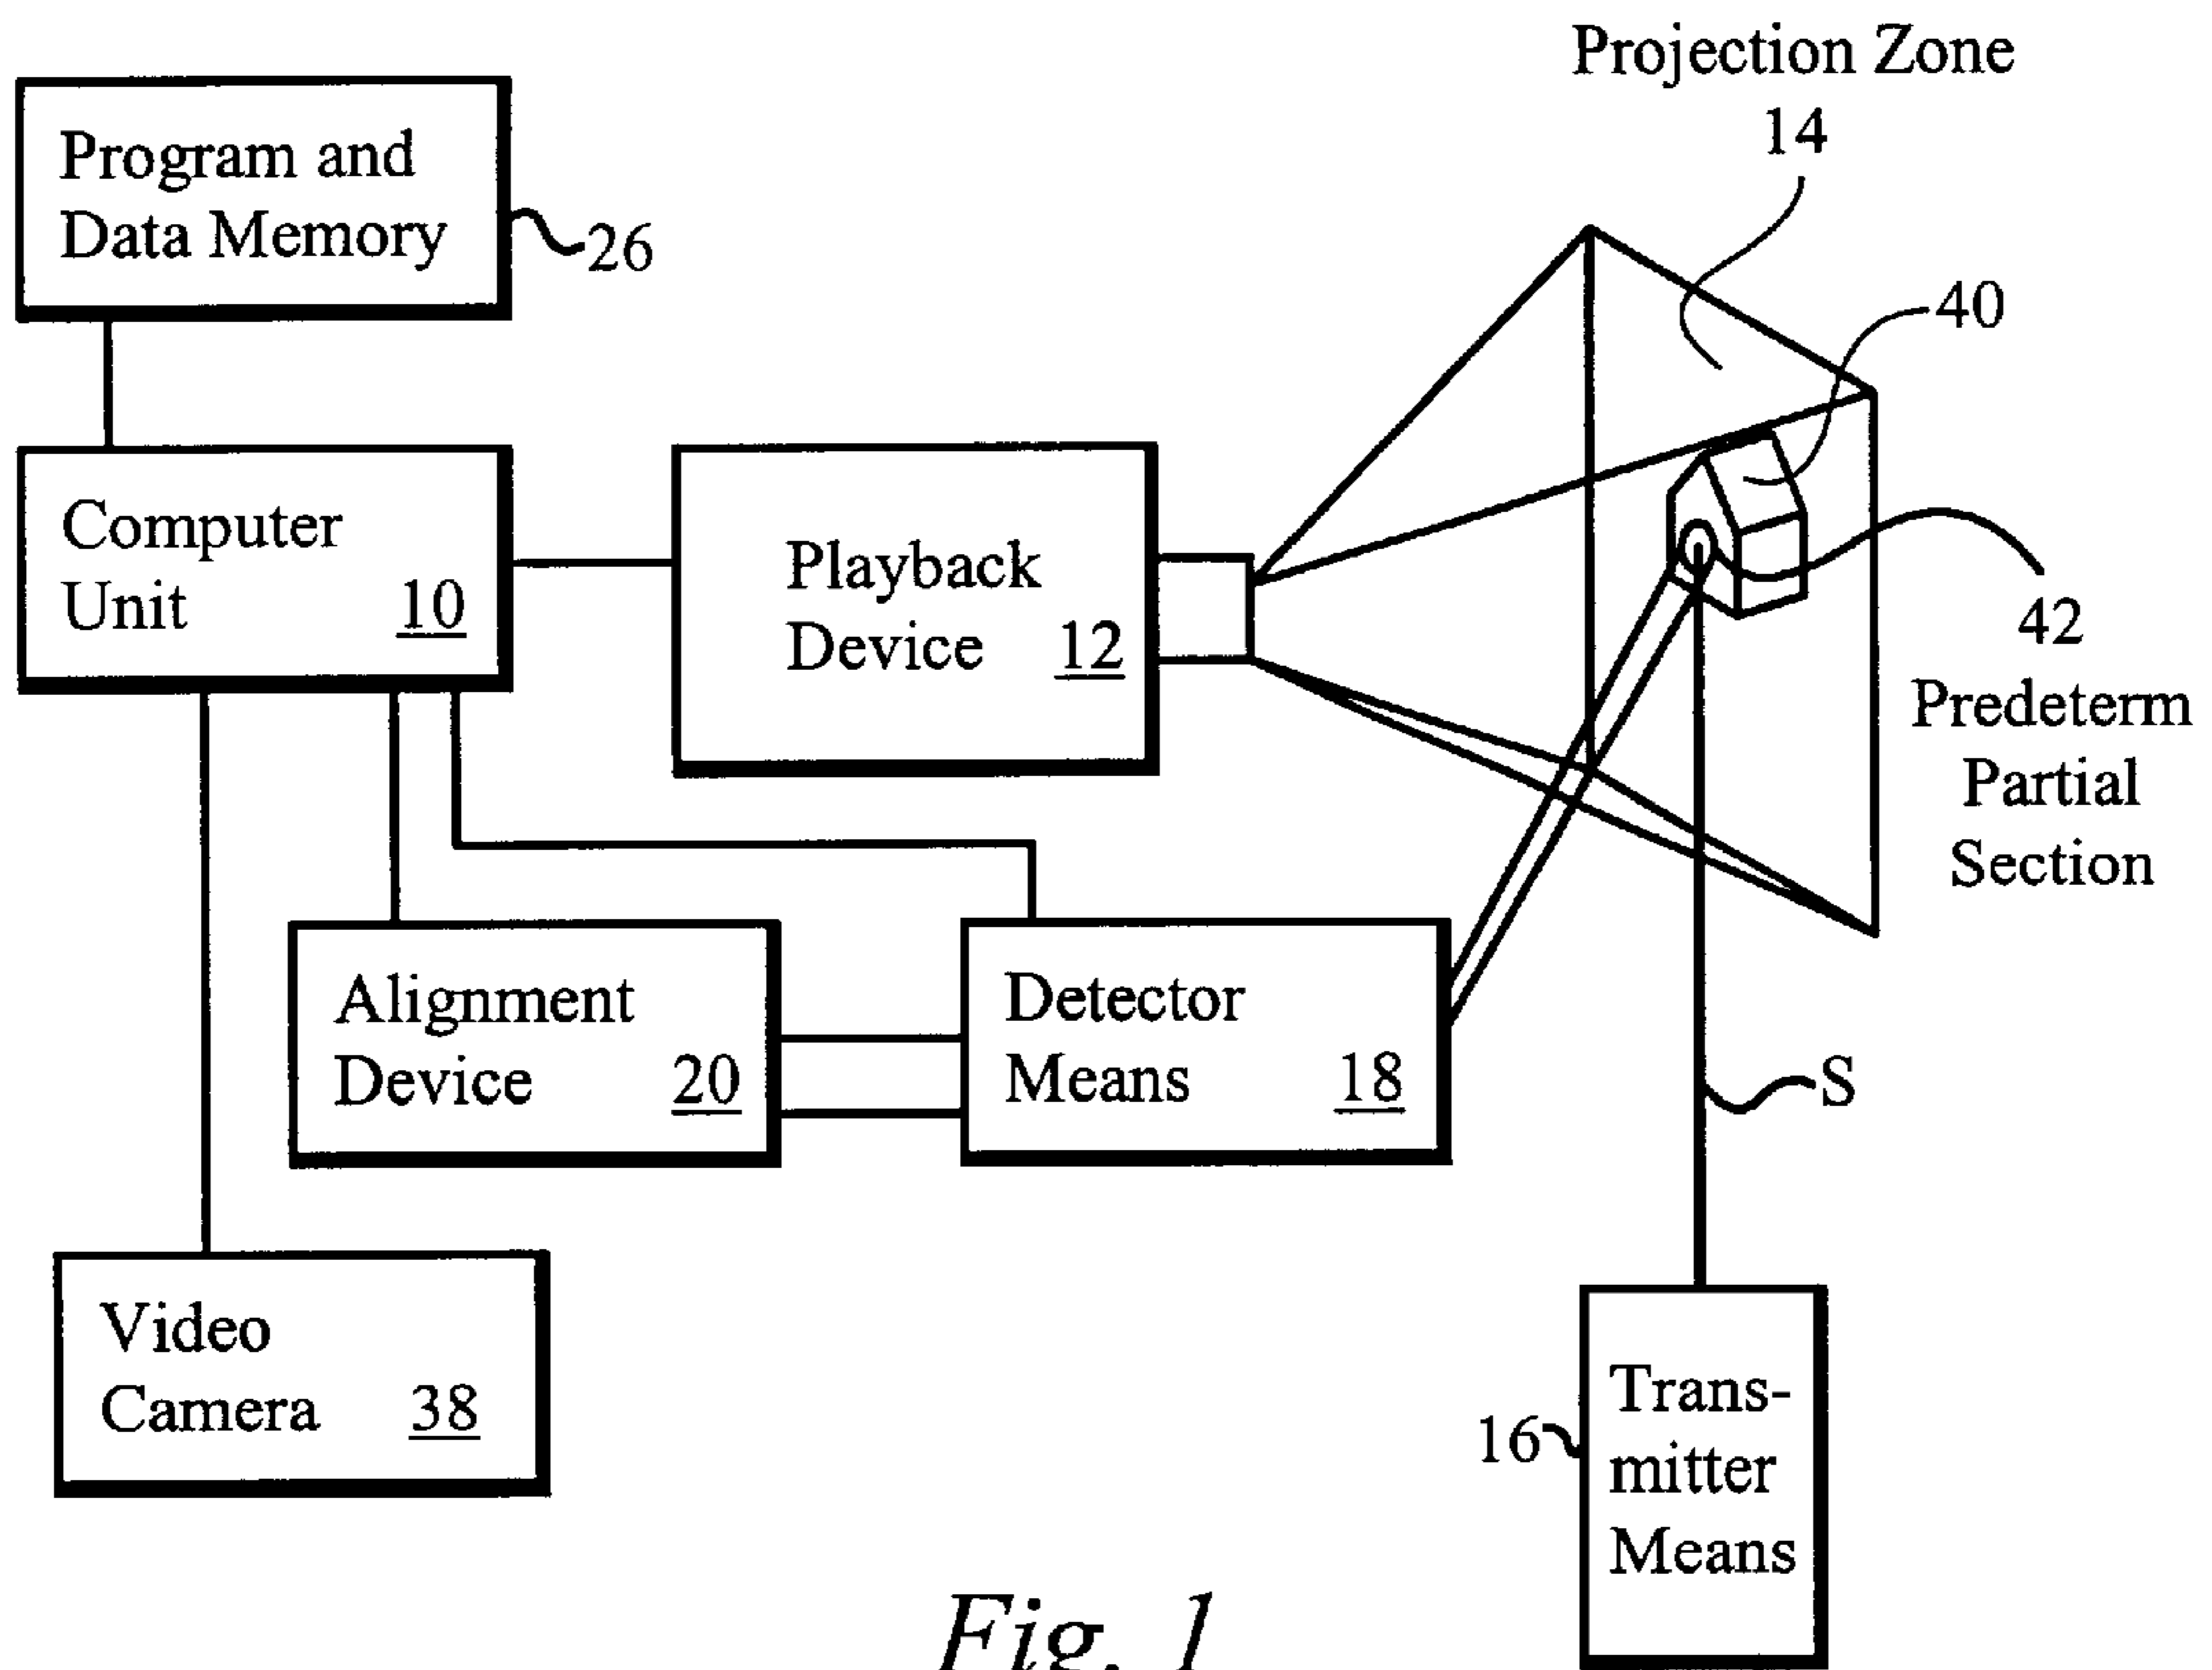 Projection Zone
14
Program and
Data Memory
26
40
Computer
Unit 10
Playback
Device 12
42
Predeterm
Partial
Section
Alignment
Device 20
Detector
Means 18
S
Video
Camera 38
16
Trans-
mitter
Means
Fig. 1